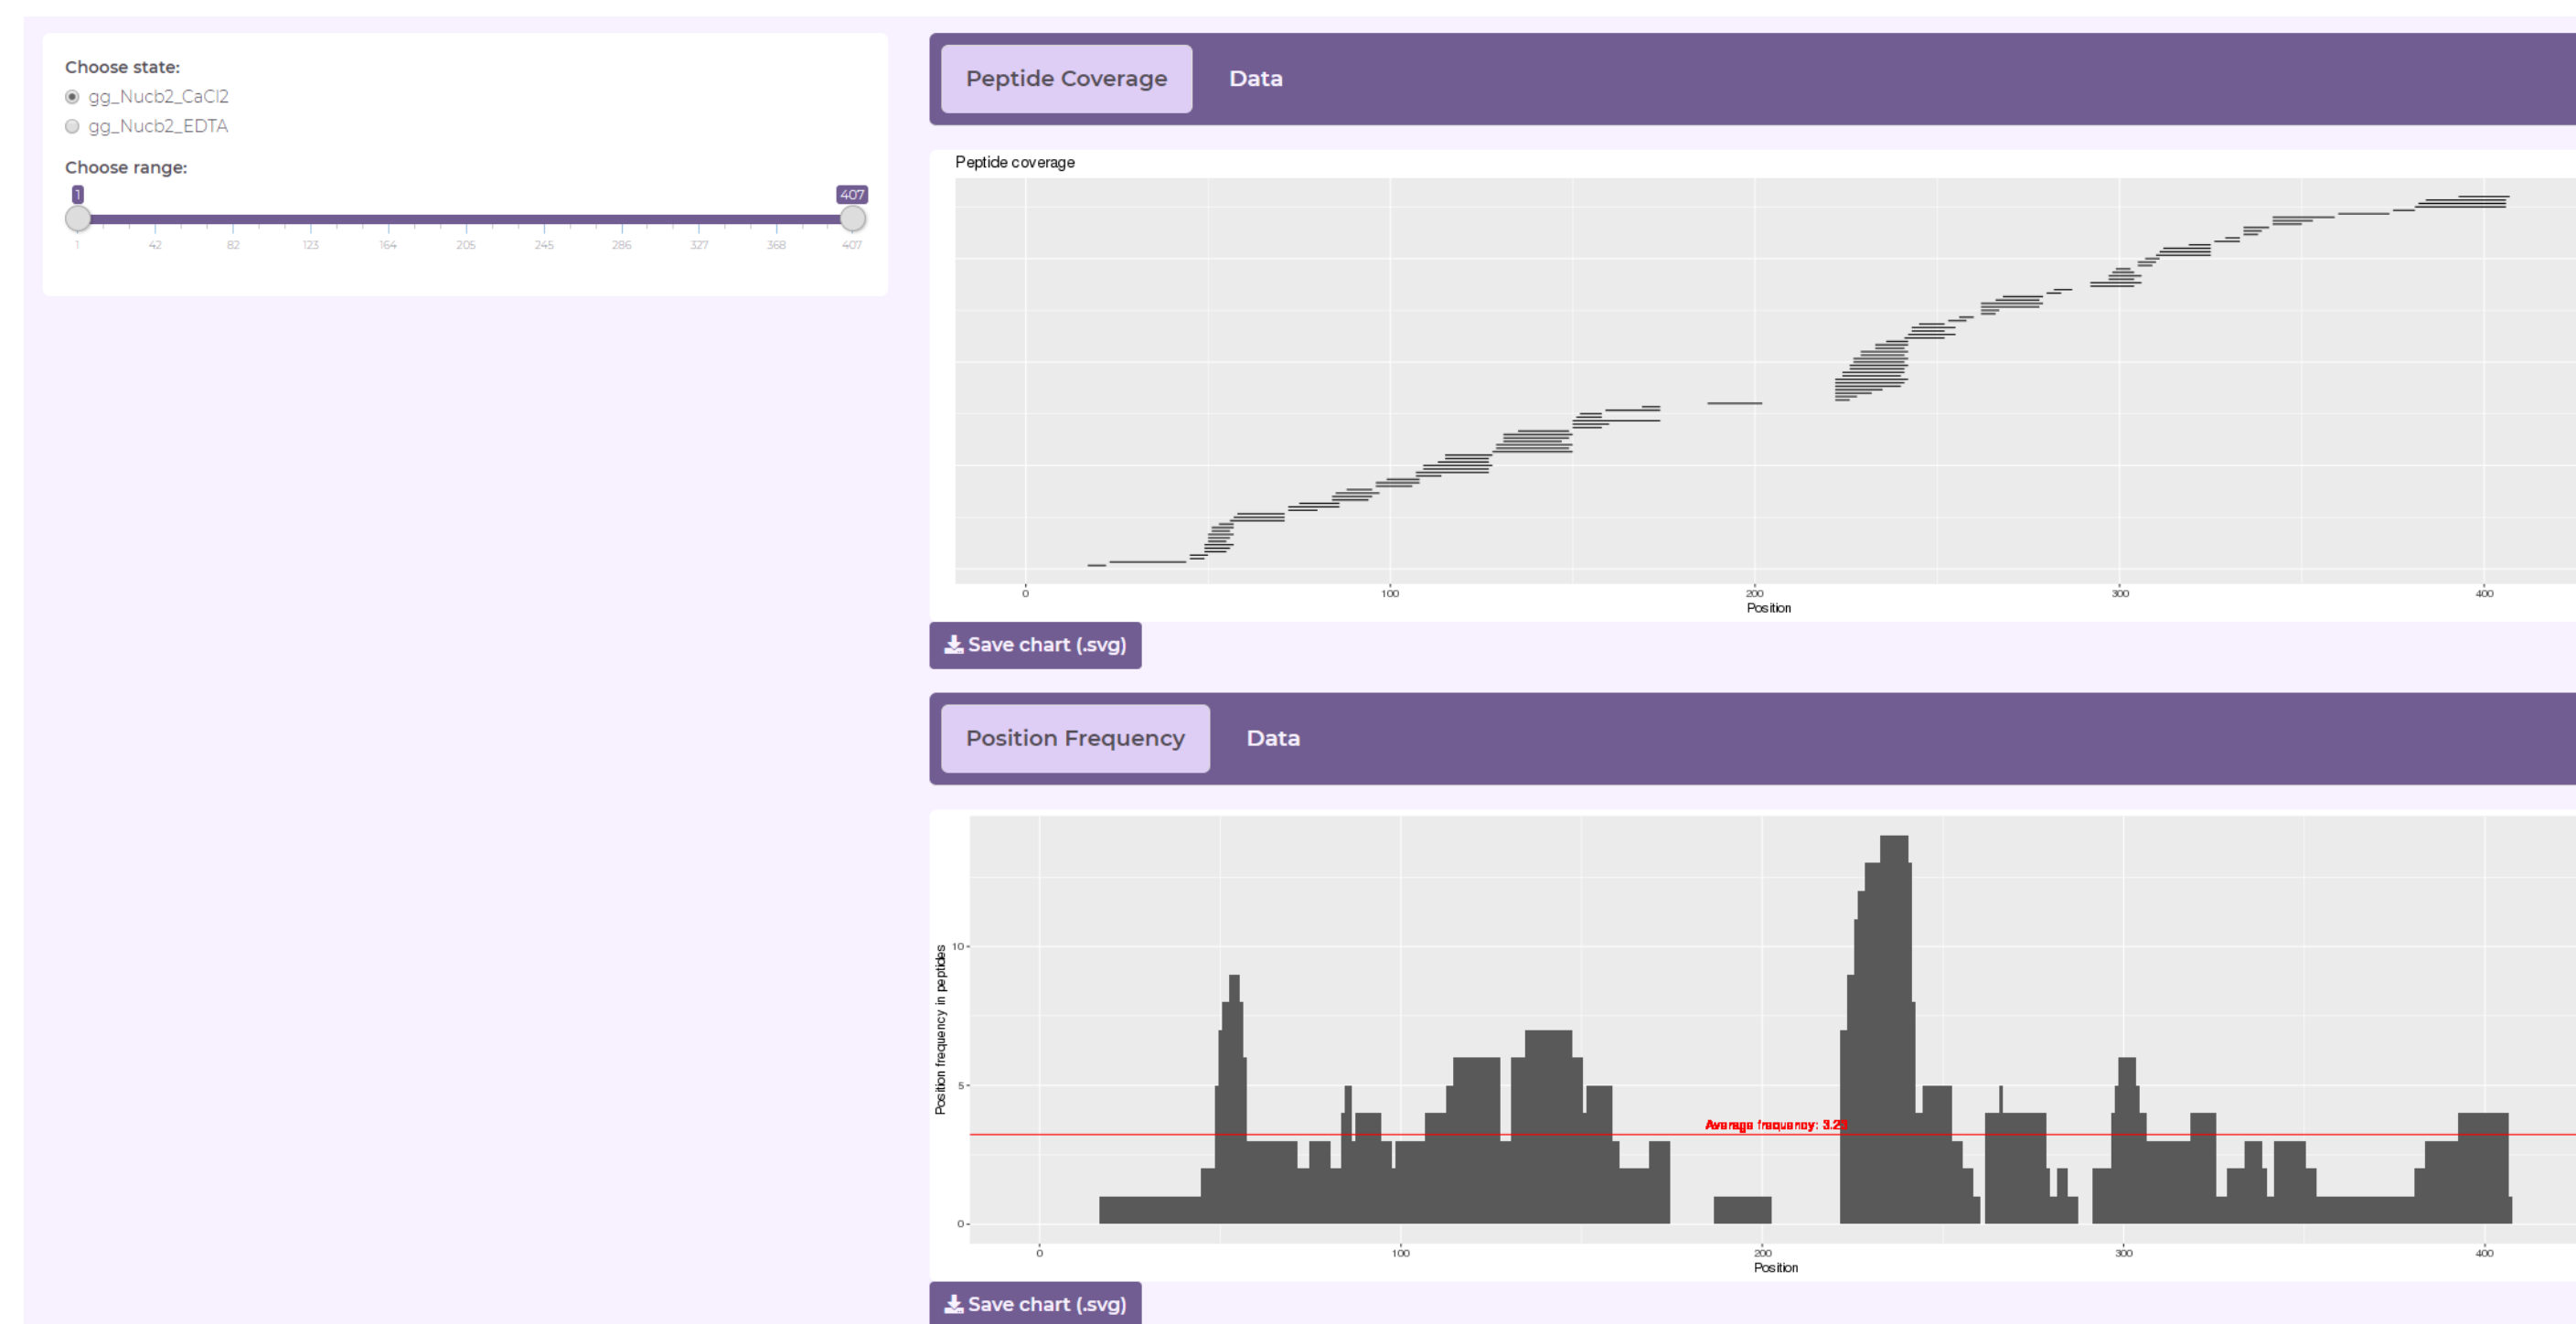 Choose state:
gg_Nucb2_CaCl2
gg_Nucb2_EDTA
Choose range:
1 407
1 42 82 123 164 205 245 286 327 368 407
Peptide Coverage Data
Peptide coverage
0 100 200 300 400
Position
Save chart (.svg)
Position Frequency Data
Position frequency in peptides
10
5
0
Average frequency:
0 100 200 300 400
Position
Save chart (.svg)